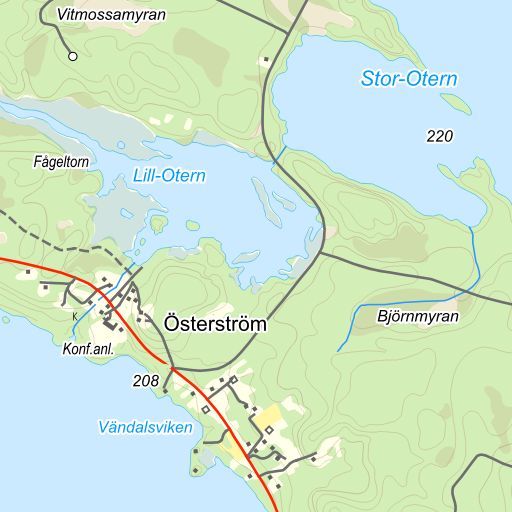 Vitmossamyran
Stor-Otern
220
Fågeltorn
Lill-Otern
K
Österström
Björnmyran
Konf.anl.
208
Vändalsviken